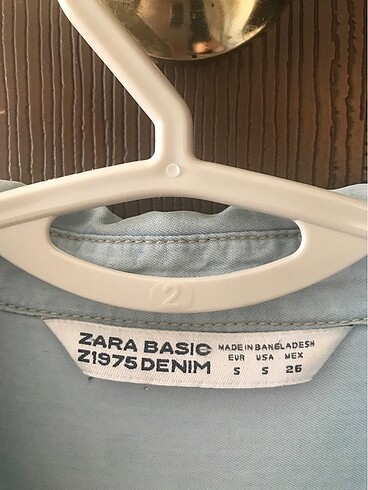 2
ZARA BASIC
Z1975 DENIM
MADE IN BANGLADESH
EUR USA MEX
S S 26